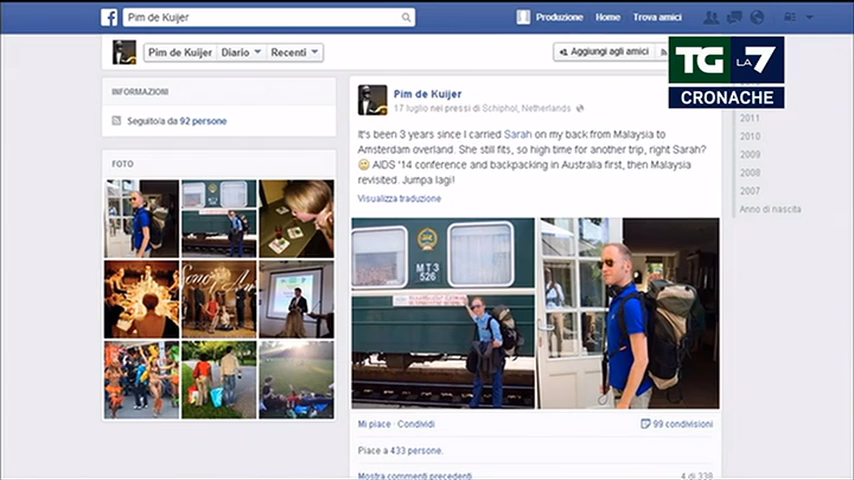 Pim de Kuijer
Produzione Home Trova amici
Pim de Kuijer Diario Recenti
Aggiungi agli amici
TG LA 7
CRONACHE
INFORMAZIONI
Seguito/a da 92 persone
FOTO
Pim de Kuijer
17 luglio nei pressi di Schiphol, Netherlands
It's been 3 years since I carried Sarah on my back from Malaysia to
Amsterdam overland. She still fits, so high time for another trip, right Sarah?
AIDS '14 conference and backpacking in Australia first, then Malaysia
revisited. Jumpa lagi!
Visualizza traduzione
МТЗ
526
Mi piace · Condividi
99 condivisioni
Piace a 433 persone.
Mostra commenti precedenti
4 di 338
2011
2010
2009
2008
2007
Anno di nascita